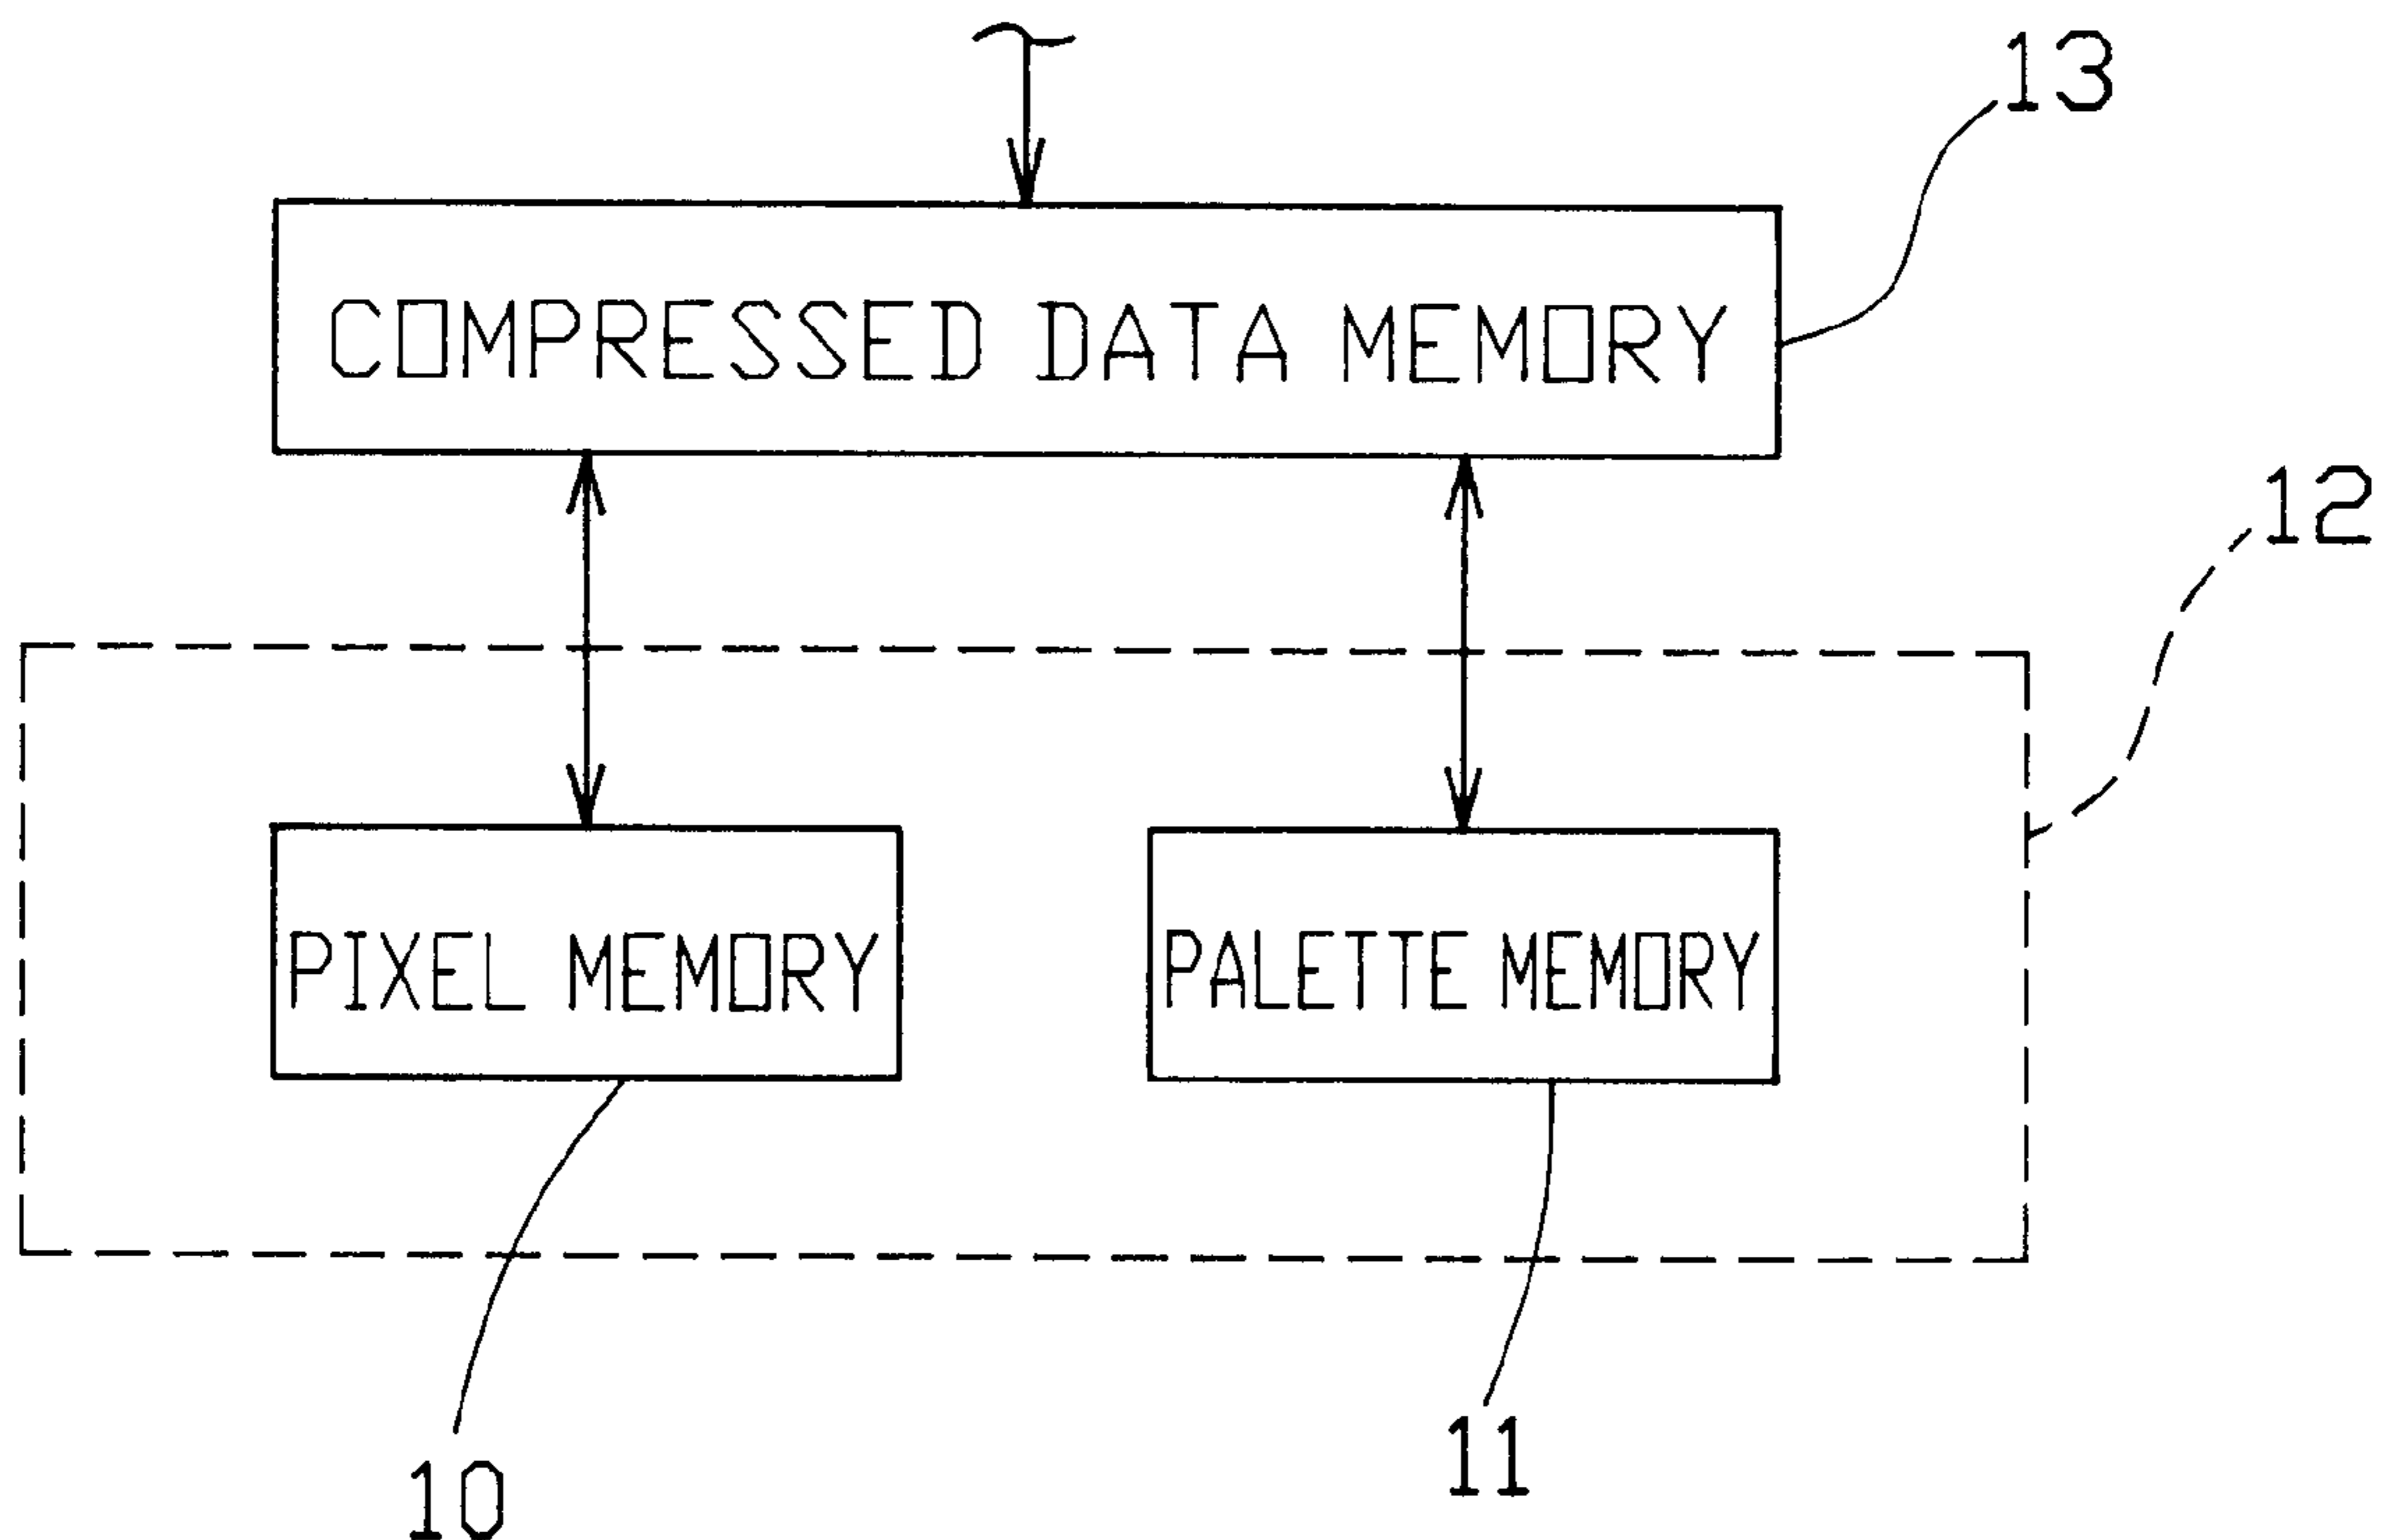 13
COMPRESSED DATA MEMORY
12
PIXEL MEMORY
PALETTE MEMORY
10
11